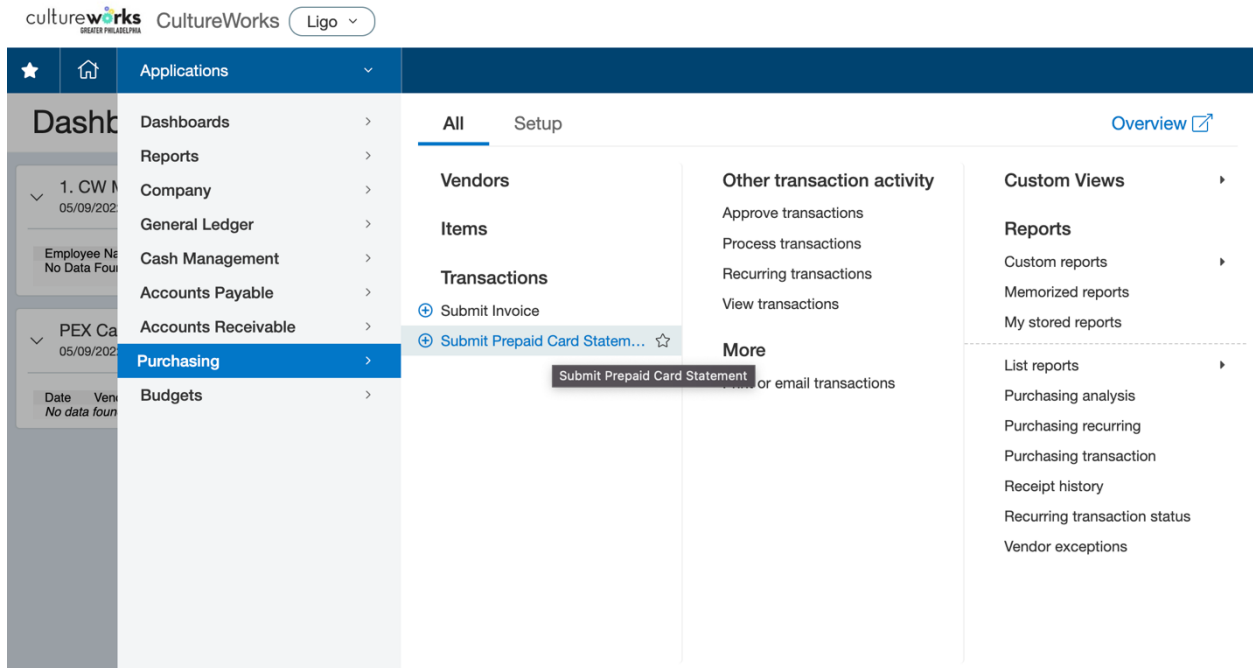 cultureworks CultureWorks Ligo
GREATER PHILADELPHIA
Applications
Dashb
1. CW M
05/09/202
Employee Na
No Data Foun
PEX Ca
05/09/202
Date Vend
No data foun
Dashboards
Reports
Company
General Ledger
Cash Management
Accounts Payable
Accounts Receivable
Purchasing
Budgets
All Setup Overview
Vendors
Items
Transactions
Submit Invoice
Submit Prepaid Card Statem...
Submit Prepaid Card Statement
Other transaction activity
Approve transactions
Process transactions
Recurring transactions
View transactions
More
or email transactions
Custom Views
Reports
Custom reports
Memorized reports
My stored reports
List reports
Purchasing analysis
Purchasing recurring
Purchasing transaction
Receipt history
Recurring transaction status
Vendor exceptions